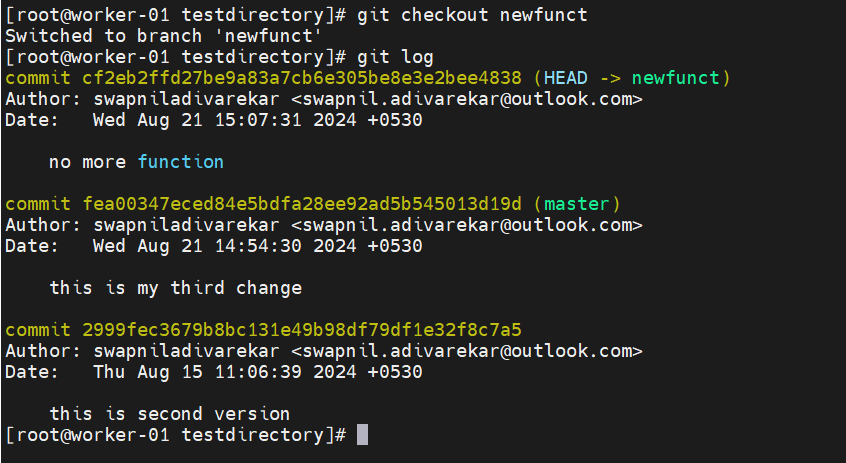 [root@worker-01 testdirectory]# git checkout newfunct
Switched to branch 'newfunct'
[root@worker-01 testdirectory]# git log
commit cf2eb2ffd27be9a83a7cb6e305be8e3e2bee4838 (HEAD -> newfunct)
Author: swapniladivarekar <swapnil.adivarekar@outlook.com>
Date:   Wed Aug 21 15:07:31 2024 +0530
    no more function
commit fea00347eced84e5bdfa28ee92ad5b545013d19d (master)
Author: swapniladivarekar <swapnil.adivarekar@outlook.com>
Date:   Wed Aug 21 14:54:30 2024 +0530
    this is my third change
commit 2999fec3679b8bc131e49b98df79df1e32f8c7a5
Author: swapniladivarekar <swapnil.adivarekar@outlook.com>
Date:   Thu Aug 15 11:06:39 2024 +0530
    this is second version
[root@worker-01 testdirectory]#